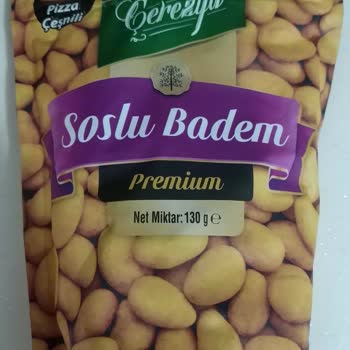 Pizza
Çeşnili
Çerezya
Soslu Badem
Premium
Net Miktar: 130 g ℮